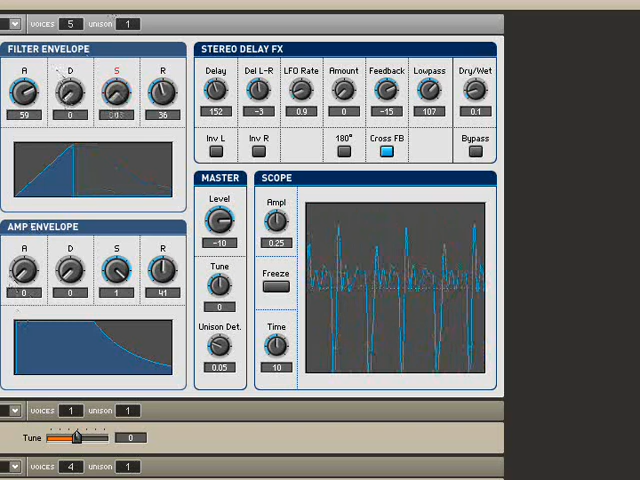 VOICES 5 UNISON 1
FILTER ENVELOPE
A D S R
59 0 36
AMP ENVELOPE
A D S R
0 0 1 41
STEREO DELAY FX
Delay Del L-R LFO Rate Amount Feedback Lowpass Dry/Wet
152 -3 0.9 0 -15 107 0.1
Inv L Inv R 180° Cross FB Bypass
MASTER
Level
-10
Tune
0
Unison Det.
0.05
SCOPE
Ampl
0.25
Freeze
Time
10
VOICES 1 UNISON 1
Tune 0
VOICES 4 UNISON 1